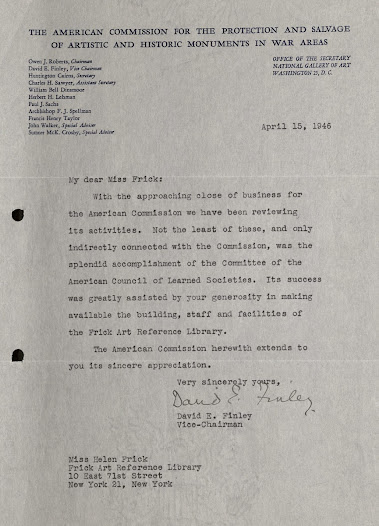 THE AMERICAN COMMISSION FOR THE PROTECTION AND SALVAGE
OF ARTISTIC AND HISTORIC MONUMENTS IN WAR AREAS
Owen J. Roberts, Chairman
David E. Finley, Vice Chairman
Huntington Cairns, Secretary
Charles H. Sawyer, Assistant Secretary
William Bell Dinsmoor
Herbert H. Lehman
Paul J. Sachs
Archbishop F. J. Spellman
Francis Henry Taylor
John Walker, Special Adviser
Sumner McK. Crosby, Special Adviser
OFFICE OF THE SECRETARY
NATIONAL GALLERY OF ART
WASHINGTON 25, D. C.
April 15, 1946
My dear Miss Frick:
With the approaching close of business for
the American Commission we have been reviewing
its activities. Not the least of these, and only
indirectly connected with the Commission, was the
splendid accomplishment of the Committee of the
American Council of Learned Societies. Its success
was greatly assisted by your generosity in making
available the building, staff and facilities of
the Frick Art Reference Library.
The American Commission herewith extends to
you its sincere appreciation.
Very sincerely yours,
David E. Finley
David E. Finley
Vice-Chairman
Miss Helen Frick
Frick Art Reference Library
10 East 71st Street
New York 21, New York